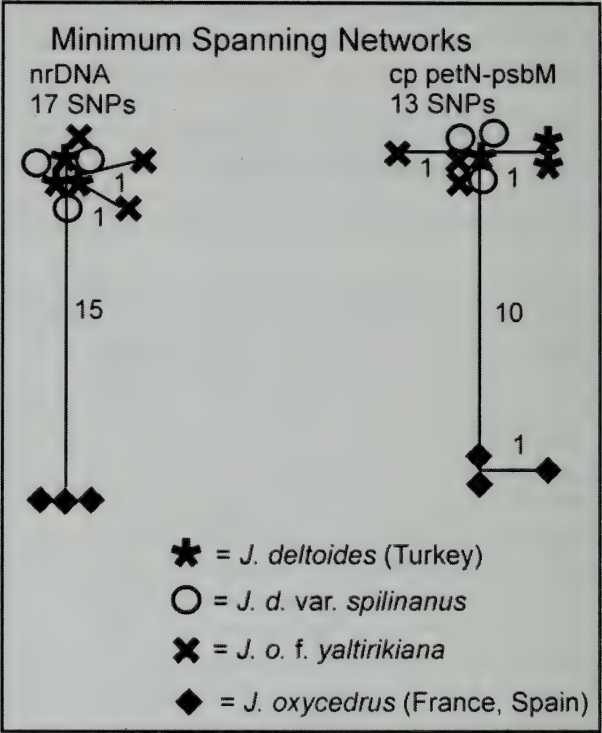 Minimum Spanning Networks
nrDNA
17 SNPs
cp petN-psbM
13 SNPs
1
1
15
1
1
10
1
= J. deltoides (Turkey)
= J. d. var. spilinanus
= J. o. f. yaltirikiana
= J. oxycedrus (France, Spain)